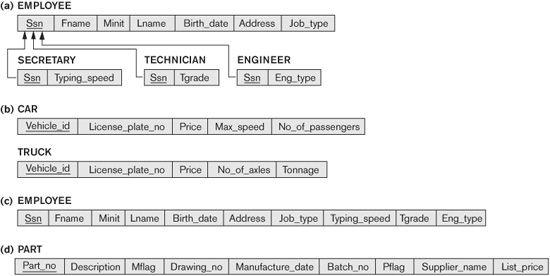 (a) EMPLOYEE
Ssn Fname Minit Lname Birth_date Address Job_type
SECRETARY TECHNICIAN ENGINEER
Ssn Typing_speed Ssn Tgrade Ssn Eng_type
(b) CAR
Vehicle_id License_plate_no Price Max_speed No_of_passengers
TRUCK
Vehicle_id License_plate_no Price No_of_axles Tonnage
(c) EMPLOYEE
Ssn Fname Minit Lname Birth_date Address Job_type Typing_speed Tgrade Eng_type
(d) PART
Part_no Description Mflag Drawing_no Manufacture_date Batch_no Pflag Supplier_name List_price